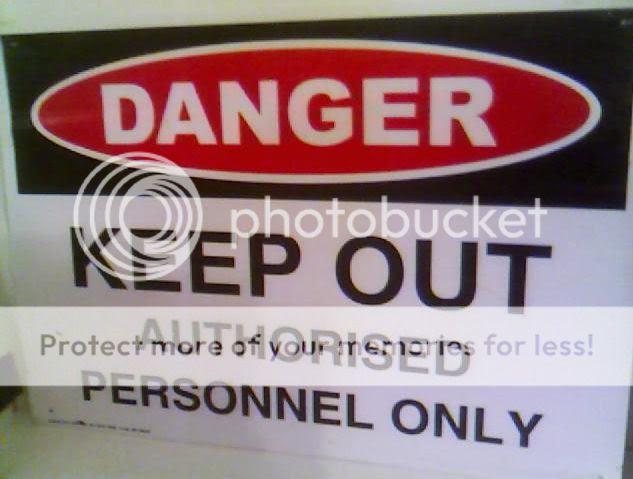 DANGER
photobucket
KEEP OUT
AUTHORISED
Protect more of your memories for less!
PERSONNEL ONLY